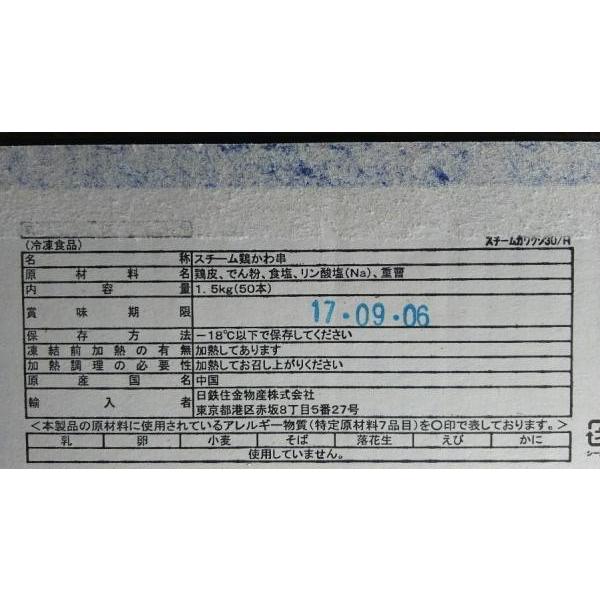 (冷凍食品) スチームカワクシ30/H
名称 スチーム鶏かわ串
原材料名 鶏皮、でん粉、食塩、リン酸塩(Na)、重曹
内容量 1.5kg(50本)
賞味期限 17・09・06
保存方法 −18℃以下で保存してください
凍結前加熱の有無 加熱してあります
加熱調理の必要性 加熱してお召し上がりください
原産国名 中国
輸入者 日鉄住金物産株式会社
東京都港区赤坂8丁目5番27号
<本製品の原材料に使用されているアレルギー物質(特定原材料7品目)を○印で表しております。>
乳 卵 小麦 そば 落花生 えび かに
使用していません。